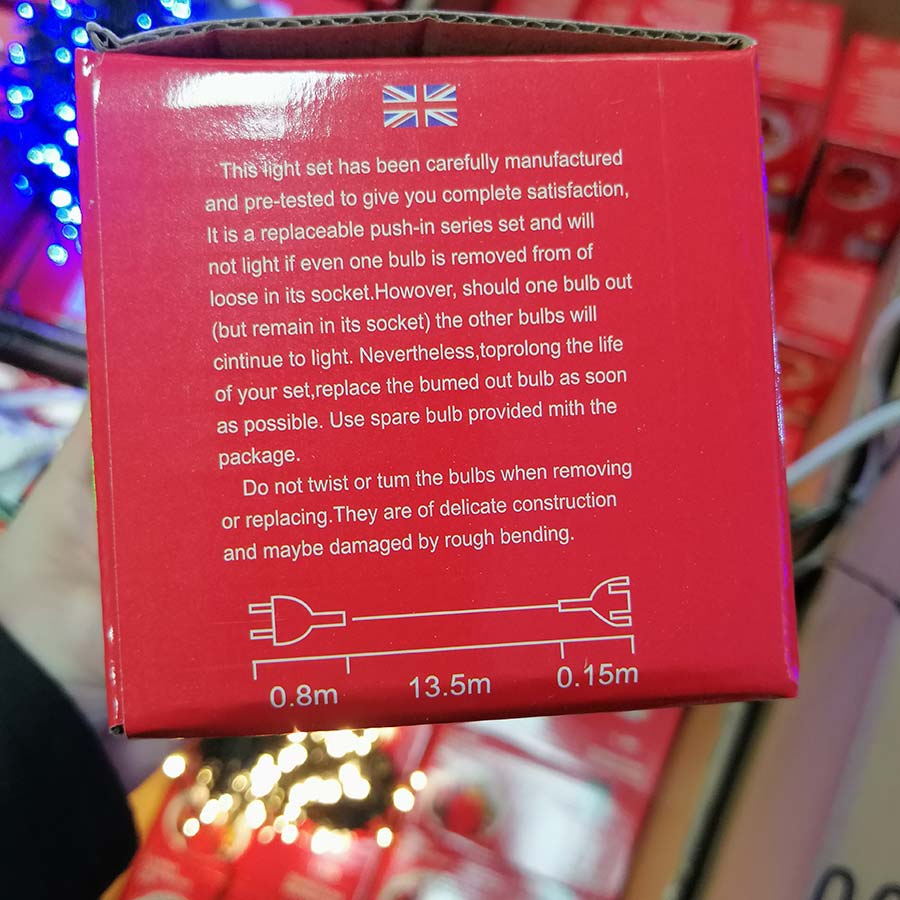 This light set has been carefully manufactured
and pre-tested to give you complete satisfaction,
It is a replaceable push-in series set and will
not light if even one bulb is removed from of
loose in its socket.Howover, should one bulb out
(but remain in its socket) the other bulbs will
cintinue to light. Nevertheless,toprolong the life
of your set,replace the bumed out bulb as soon
as possible. Use spare bulb provided mith the
package.
Do not twist or tum the bulbs when removing
or replacing.They are of delicate construction
and maybe damaged by rough bending.
0.8m 13.5m 0.15m